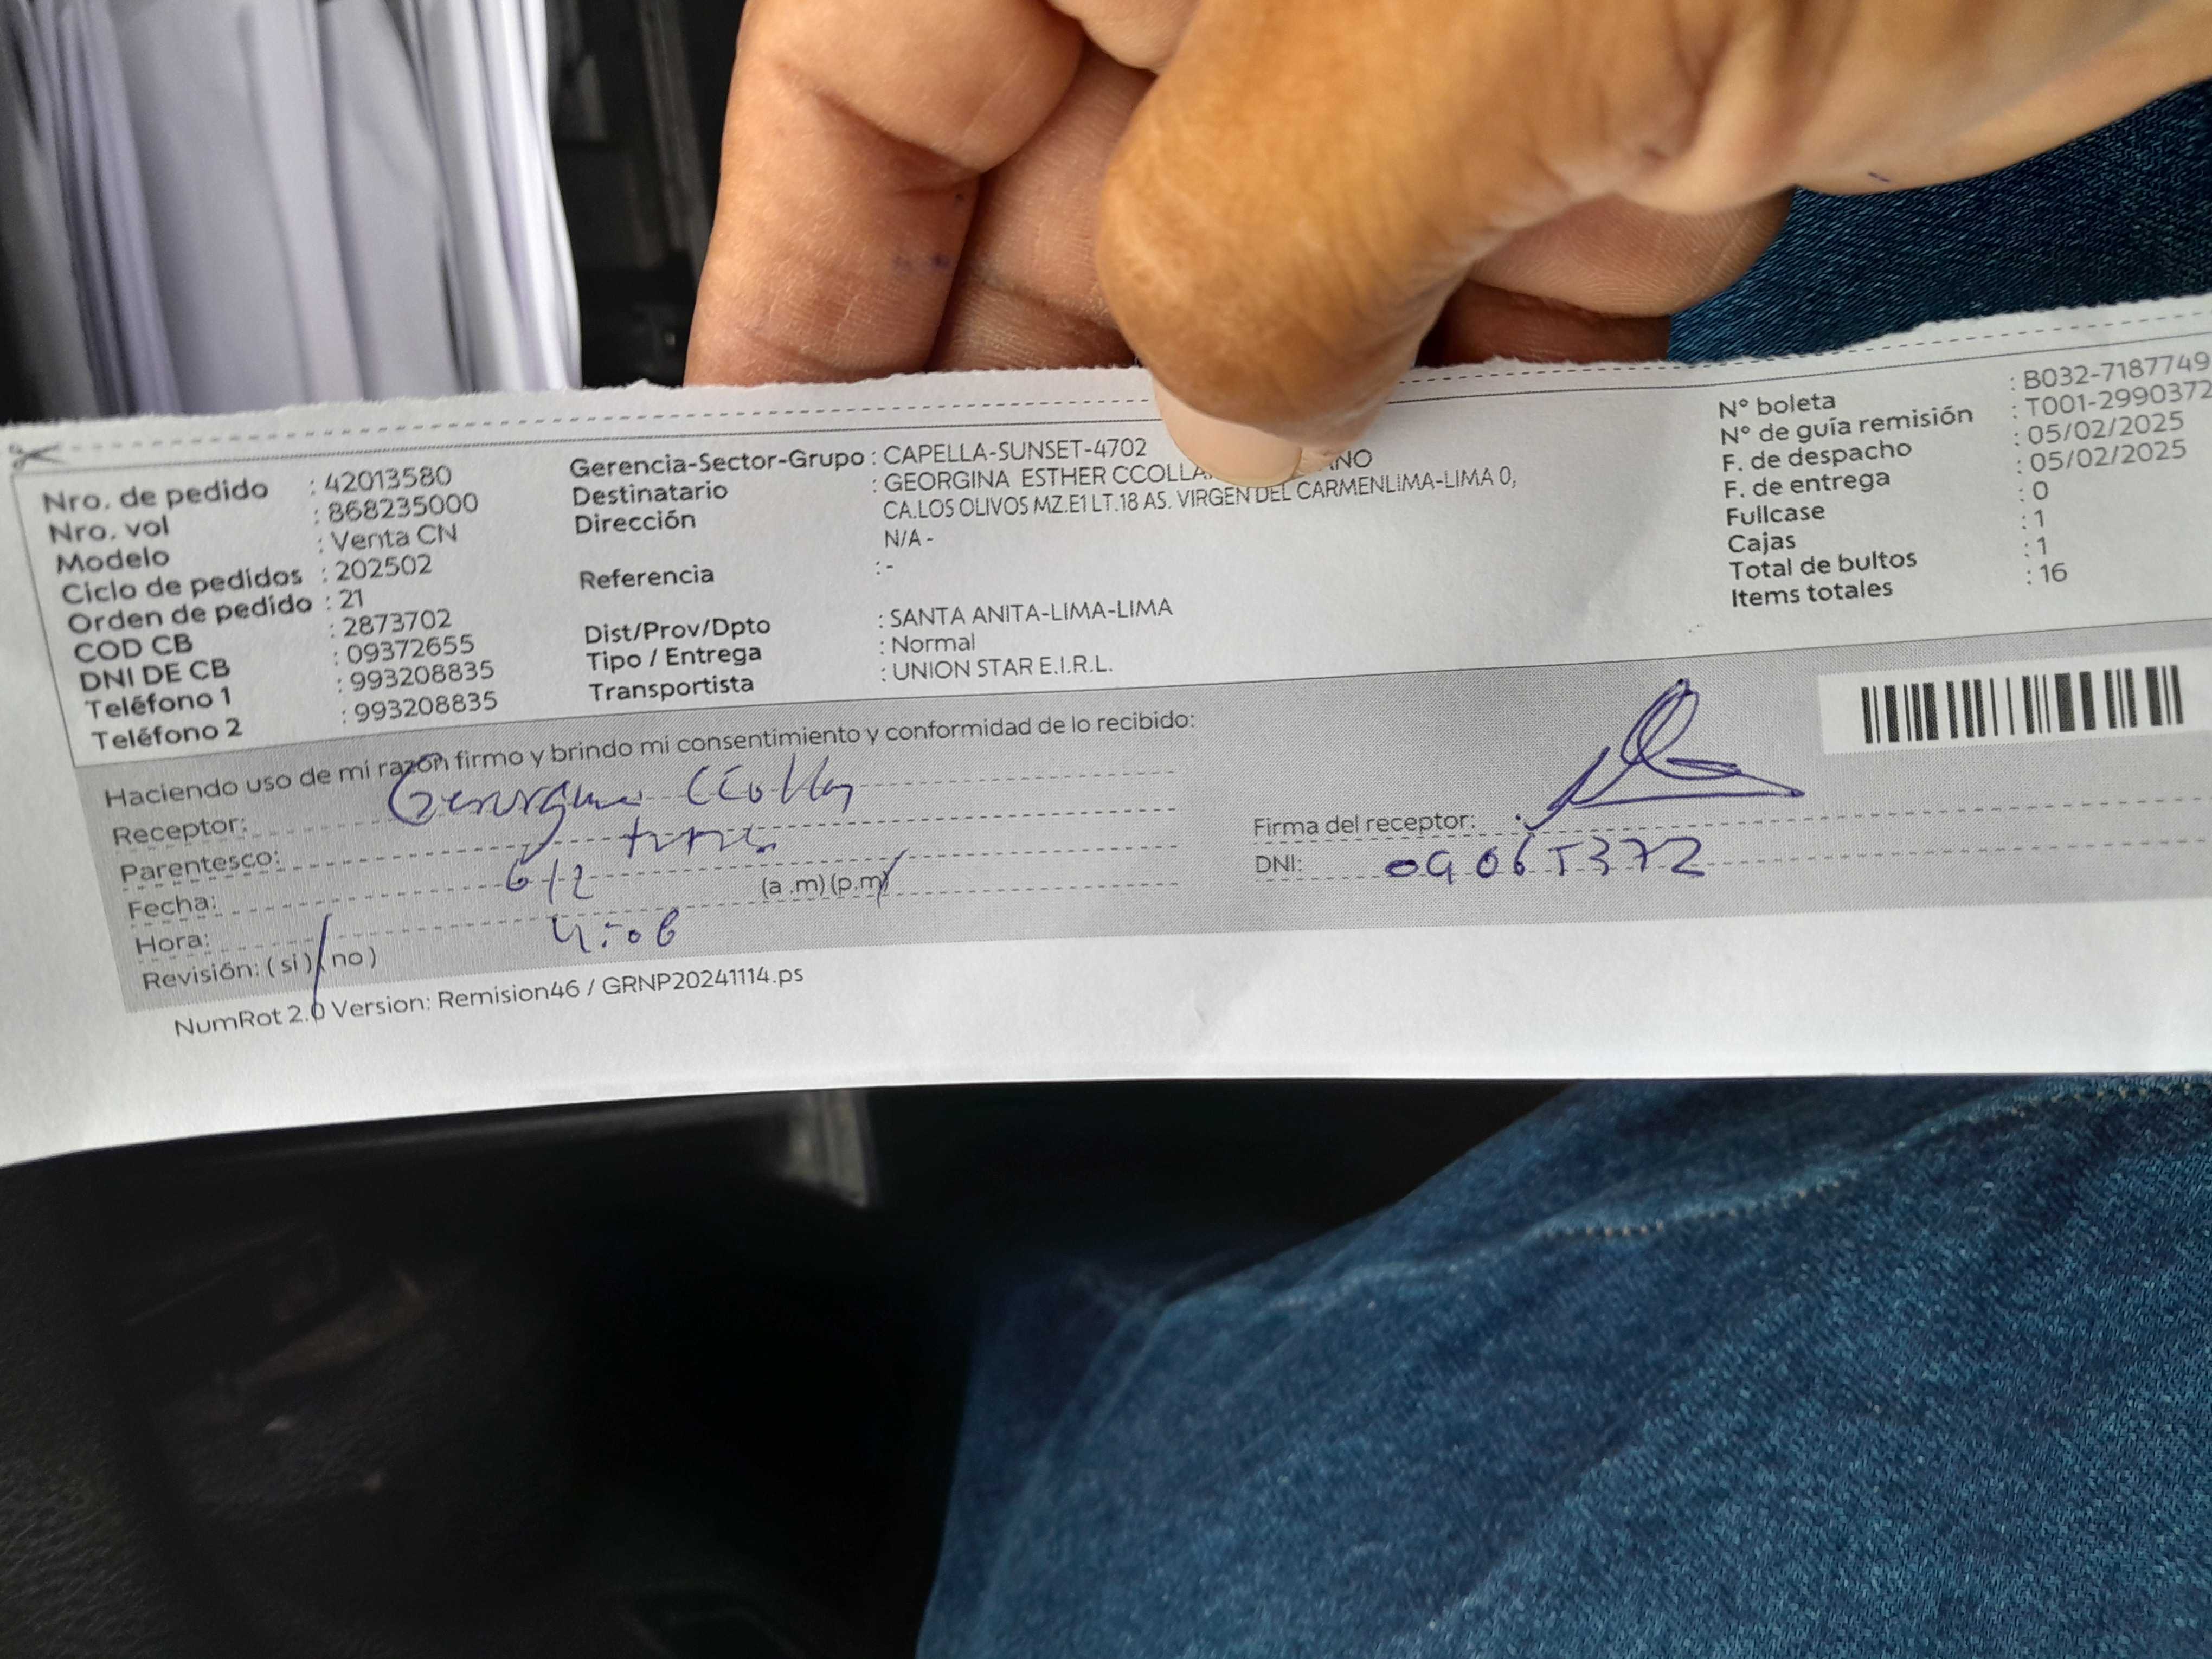 Nro. de pedido : 42013580
Nro. vol : 868235000
Modelo : Venta CN
Ciclo de pedidos : 202502
Orden de pedido : 21
COD CB : 2873702
DNI DE CB : 09372655
Teléfono 1 : 993208835
Teléfono 2 : 993208835
Gerencia-Sector-Grupo : CAPELLA-SUNSET-4702
Destinatario : GEORGINA ESTHER
Dirección : CA.LOS OLIVOS MZ.E1 LT.18 AS. VIRGEN DEL CARMENLIMA-LIMA 0,
N/A -
Referencia : -
Dist/Prov/Dpto : SANTA ANITA-LIMA-LIMA
Tipo / Entrega : Normal
Transportista : UNION STAR E.I.R.L.
N° boleta : B032-7187749
N° de guía remisión : T001-2990372
F. de despacho : 05/02/2025
F. de entrega : 05/02/2025
Fullcase : 0
Cajas : 1
Total de bultos : 1
Items totales : 16
Haciendo uso de mi razón firmo y brindo mi consentimiento y conformidad de lo recibido:
Receptor: Georgina CColla
Parentesco:
Fecha: 6/2
Hora: 4:06 (a .m) (p.m)
Revisión: ( si ) ( no )
Firma del receptor:
DNI: 09065372
NumRot 2.0 Version: Remision46 / GRNP20241114.ps